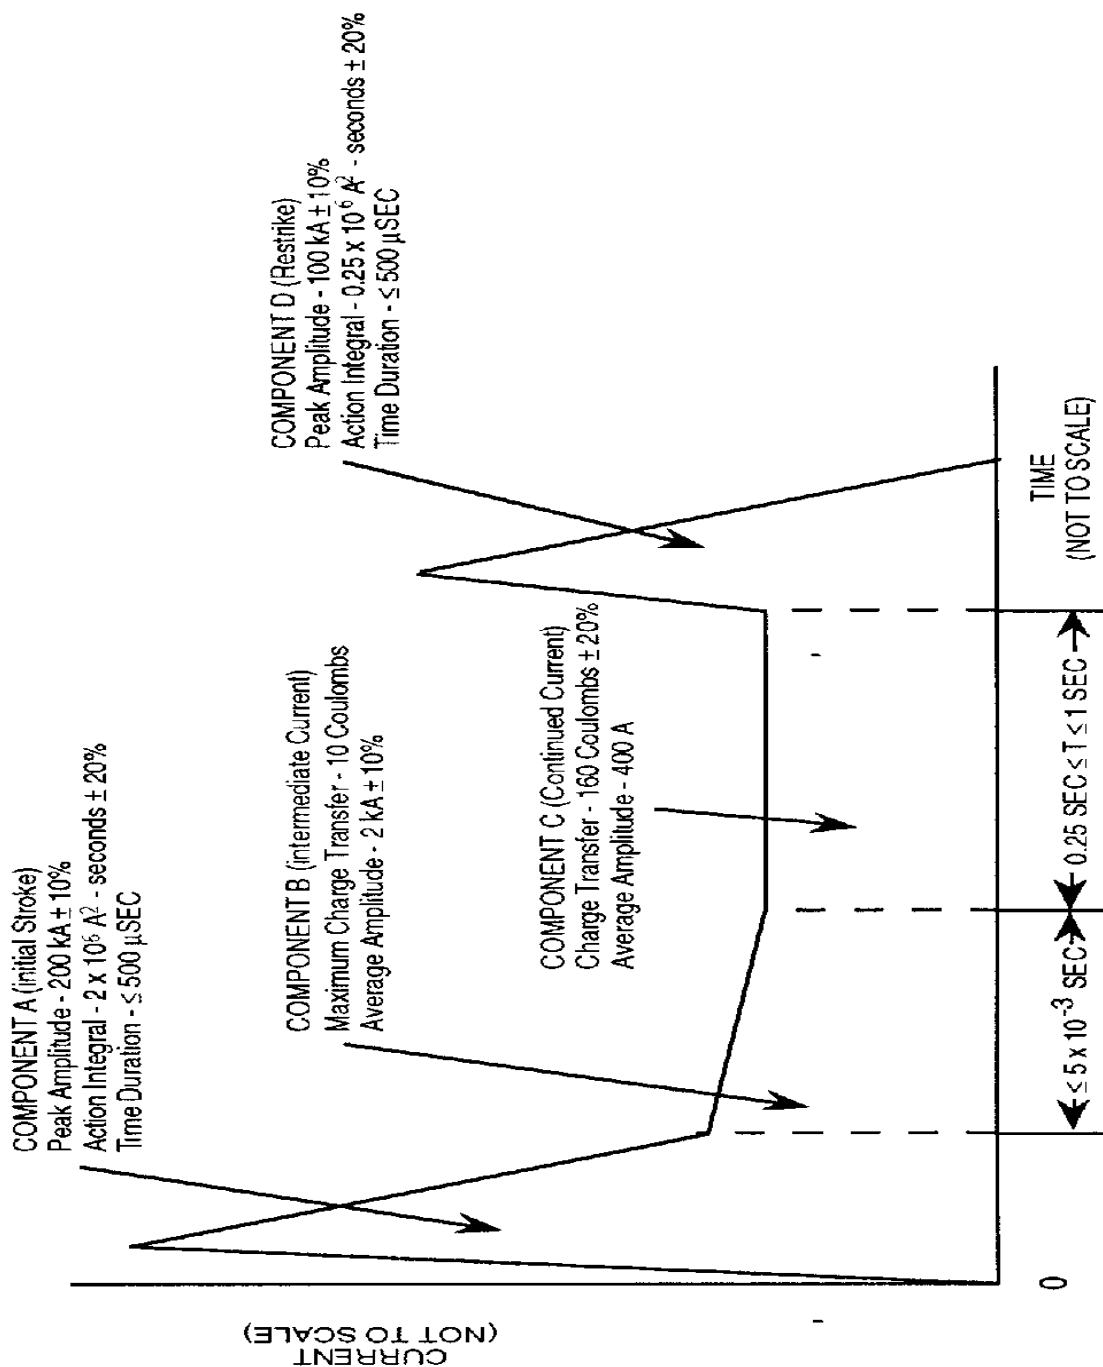 COMPONENT A (initial Stroke)
Peak Amplitude - 200 kA ± 10%
Action Integral - 2 x 10⁶ A² - seconds ± 20%
Time Duration - ≤ 500 µSEC
COMPONENT B (intermediate Current)
Maximum Charge Transfer - 10 Coulombs
Average Amplitude - 2 kA ± 10%
COMPONENT C (Continued Current)
Charge Transfer - 160 Coulombs ± 20%
Average Amplitude - 400 A
COMPONENT D (Restrike)
Peak Amplitude - 100 kA ± 10%
Action Integral - 0.25 x 10⁶ A² - seconds ± 20%
Time Duration - ≤ 500 µSEC
CURRENT
(NOT TO SCALE)
0
≤ 5 x 10⁻³ SEC
0.25 SEC ≤ T ≤ 1 SEC
TIME
(NOT TO SCALE)